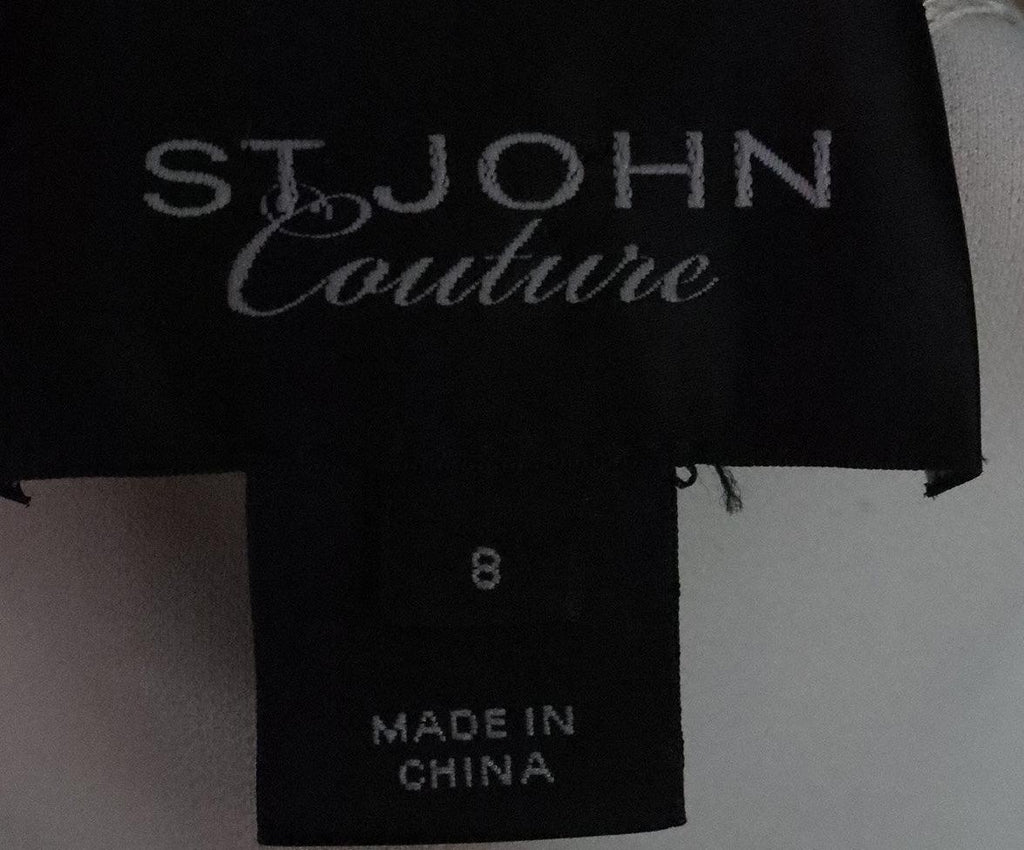 ST. JOHN
Couture
8
MADE IN
CHINA